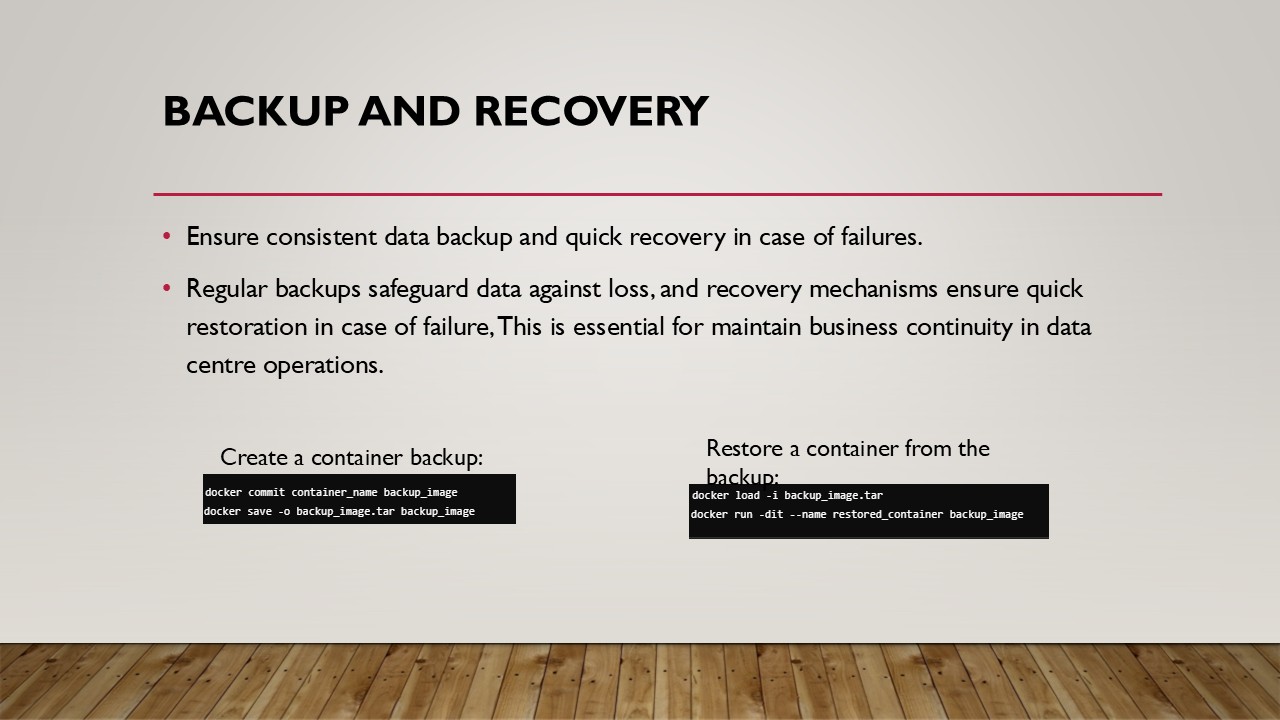 BACKUP AND RECOVERY
• Ensure consistent data backup and quick recovery in case of failures.
• Regular backups safeguard data against loss, and recovery mechanisms ensure quick
restoration in case of failure, This is essential for maintain business continuity in data
centre operations.
Create a container backup:
docker commit container_name backup_image
docker save -o backup_image.tar backup_image
Restore a container from the
backup:
docker load -i backup_image.tar
docker run -dit --name restored_container backup_image